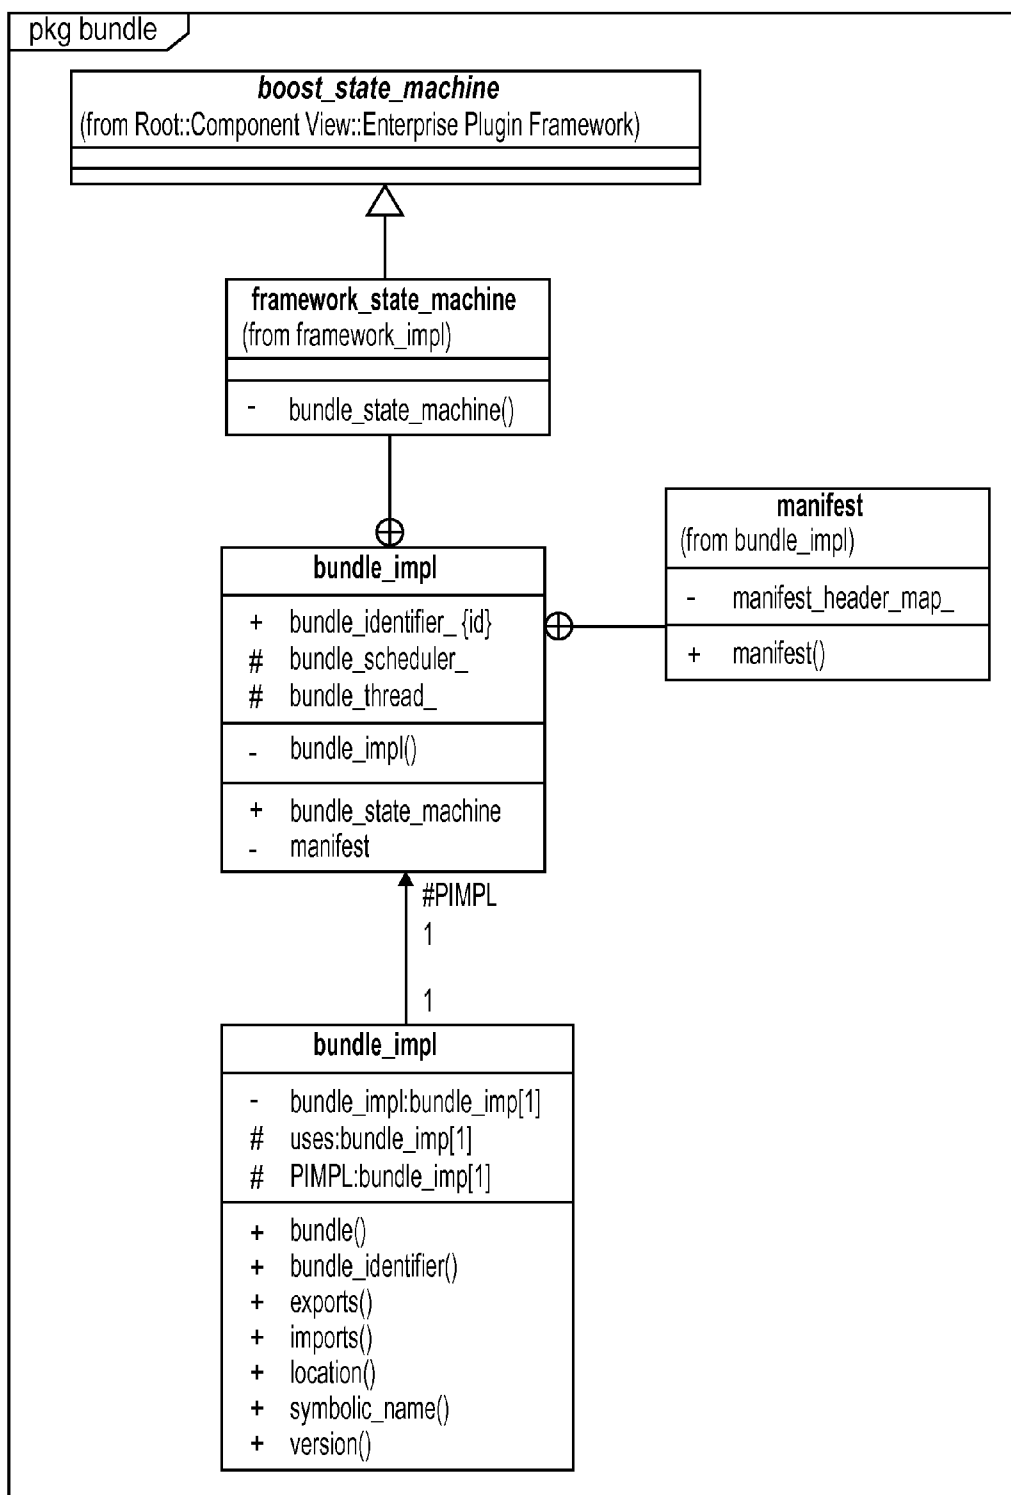 pkg bundle
boost_state_machine
(from Root::Component View::Enterprise Plugin Framework)
framework_state_machine
(from framework_impl)
- bundle_state_machine()
manifest
(from bundle_impl)
- manifest_header_map_
+ manifest()
bundle_impl
+ bundle_identifier_ {id}
# bundle_scheduler_
# bundle_thread_
- bundle_impl()
+ bundle_state_machine
- manifest
#PIMPL
1
1
bundle_impl
- bundle_impl:bundle_imp[1]
# uses:bundle_imp[1]
# PIMPL:bundle_imp[1]
+ bundle()
+ bundle_identifier()
+ exports()
+ imports()
+ location()
+ symbolic_name()
+ version()